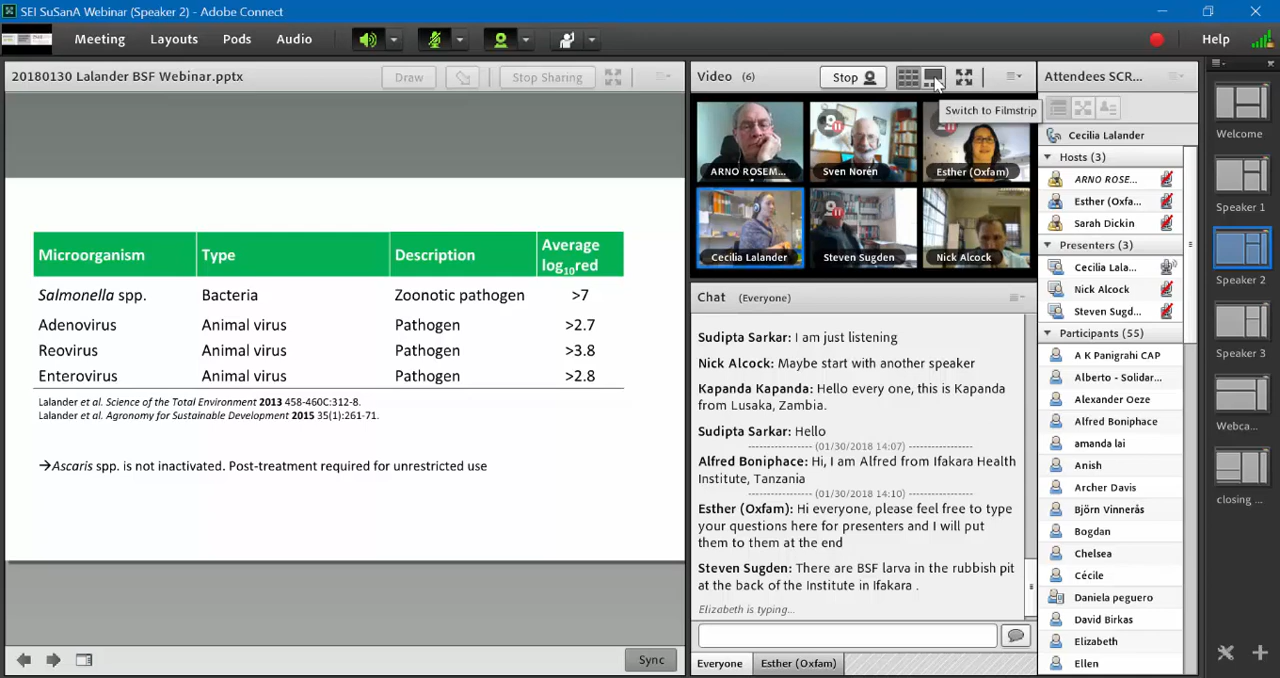 SEI SuSanA Webinar (Speaker 2) - Adobe Connect
Meeting
Layouts
Pods
Audio
Help
20180130 Lalander BSF Webinar.pptx
Draw
Stop Sharing
Microorganism Type Description Average log10red
Salmonella spp. Bacteria Zoonotic pathogen >7
Adenovirus Animal virus Pathogen >2.7
Reovirus Animal virus Pathogen >3.8
Enterovirus Animal virus Pathogen >2.8
Lalander et al. Science of the Total Environment 2013 458-460C:312-8.
Lalander et al. Agronomy for Sustainable Development 2015 35(1):261-71.
→Ascaris spp. is not inactivated. Post-treatment required for unrestricted use
Sync
Video (6)
Stop
Switch to Filmstrip
ARNO ROSEM...
Sven Norén
Esther (Oxfam)
Cecilia Lalander
Steven Sugden
Nick Alcock
Chat (Everyone)
Sudipta Sarkar: I am just listening
Nick Alcock: Maybe start with another speaker
Kapanda Kapanda: Hello every one, this is Kapanda
from Lusaka, Zambia.
Sudipta Sarkar: Hello
(01/30/2018 14:07)
Alfred Boniphace: Hi, I am Alfred from Ifakara Health
Institute, Tanzania
(01/30/2018 14:10)
Esther (Oxfam): Hi everyone, please feel free to type
your questions here for presenters and I will put
them to them at the end
Steven Sugden: There are BSF larva in the rubbish pit
at the back of the Institute in Ifakara .
Elizabeth is typing...
Everyone
Esther (Oxfam)
Attendees SCR...
Cecilia Lalander
Hosts (3)
ARNO ROSE...
Esther (Oxfa...
Sarah Dickin
Presenters (3)
Cecilia Lala...
Nick Alcock
Steven Sugd...
Participants (55)
A K Panigrahi CAP
Alberto - Solidar...
Alexander Oeze
Alfred Boniphace
amanda lai
Anish
Archer Davis
Björn Vinnerås
Bogdan
Chelsea
Cécile
Daniela peguero
David Birkas
Elizabeth
Ellen
Welcome
Speaker 1
Speaker 2
Speaker 3
Webca...
closing ...